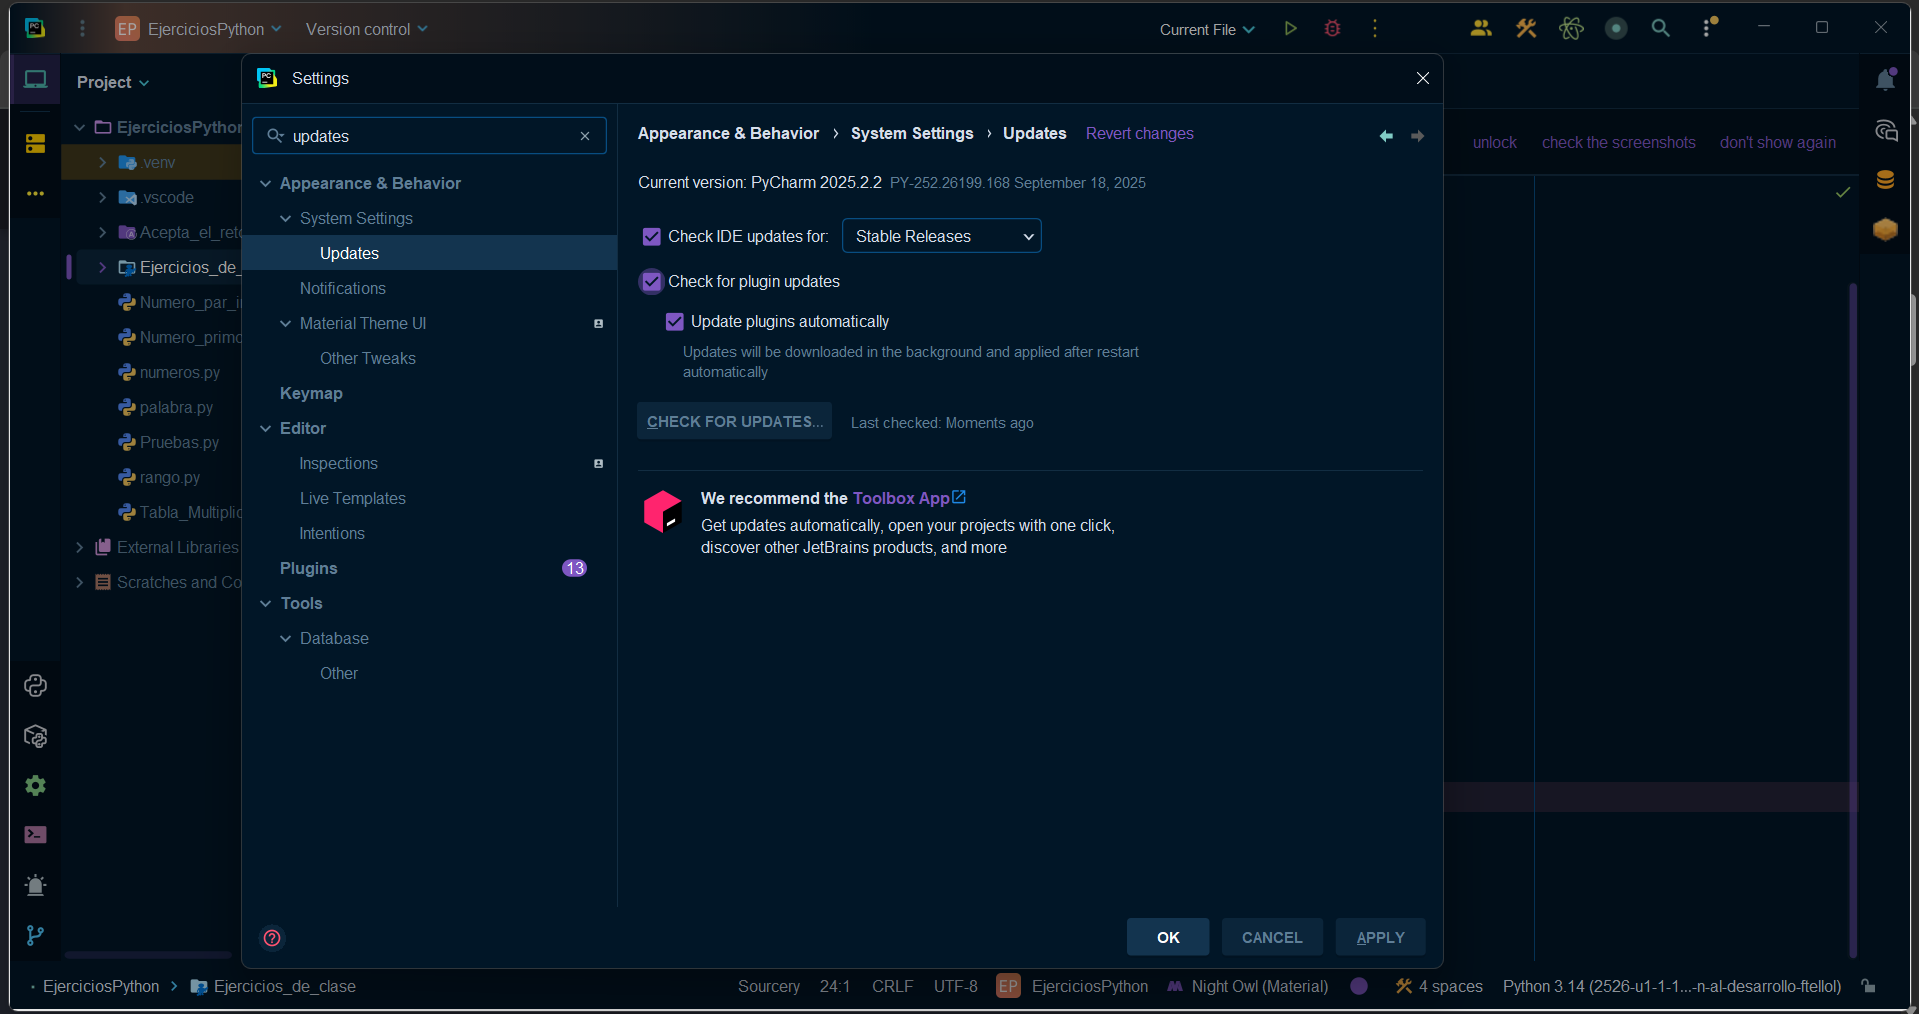 EP EjerciciosPython Version control Current File
Project
EjerciciosPython
.venv
.vscode
Acepta_el_reto
Ejercicios_de_
Numero_par_i
Numero_primo
numeros.py
palabra.py
Pruebas.py
rango.py
Tabla_Multiplic
External Libraries
Scratches and Co
Settings
updates
Appearance & Behavior
System Settings
Updates
Notifications
Material Theme UI
Other Tweaks
Keymap
Editor
Inspections
Live Templates
Intentions
Plugins 13
Tools
Database
Other
Appearance & Behavior › System Settings › Updates Revert changes
Current version: PyCharm 2025.2.2 PY-252.26199.168 September 18, 2025
Check IDE updates for: Stable Releases
Check for plugin updates
Update plugins automatically
Updates will be downloaded in the background and applied after restart
automatically
CHECK FOR UPDATES... Last checked: Moments ago
We recommend the Toolbox App
Get updates automatically, open your projects with one click,
discover other JetBrains products, and more
OK CANCEL APPLY
unlock check the screenshots don't show again
EjerciciosPython › Ejercicios_de_clase
Sourcery 24:1 CRLF UTF-8 EP EjerciciosPython Night Owl (Material) 4 spaces Python 3.14 (2526-u1-1-1...-n-al-desarrollo-ftellol)